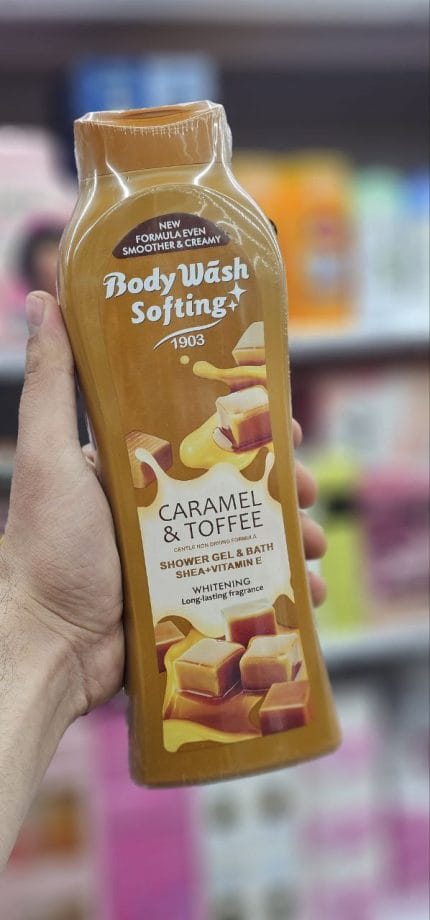 NEW
FORMULA EVEN
SMOOTHER & CREAMY
Body Wāsh
Softing
1903
CARAMEL
& TOFFEE
GENTLE NON DRYING FORMULA
SHOWER GEL & BATH
SHEA+VITAMIN E
WHITENING
Long-lasting fragrance